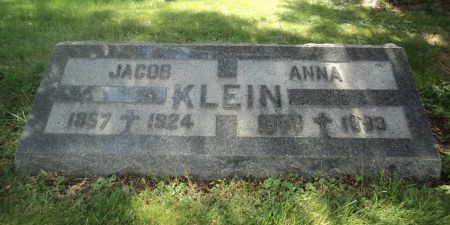 JACOB ANNA
KLEIN
1857 † 1924